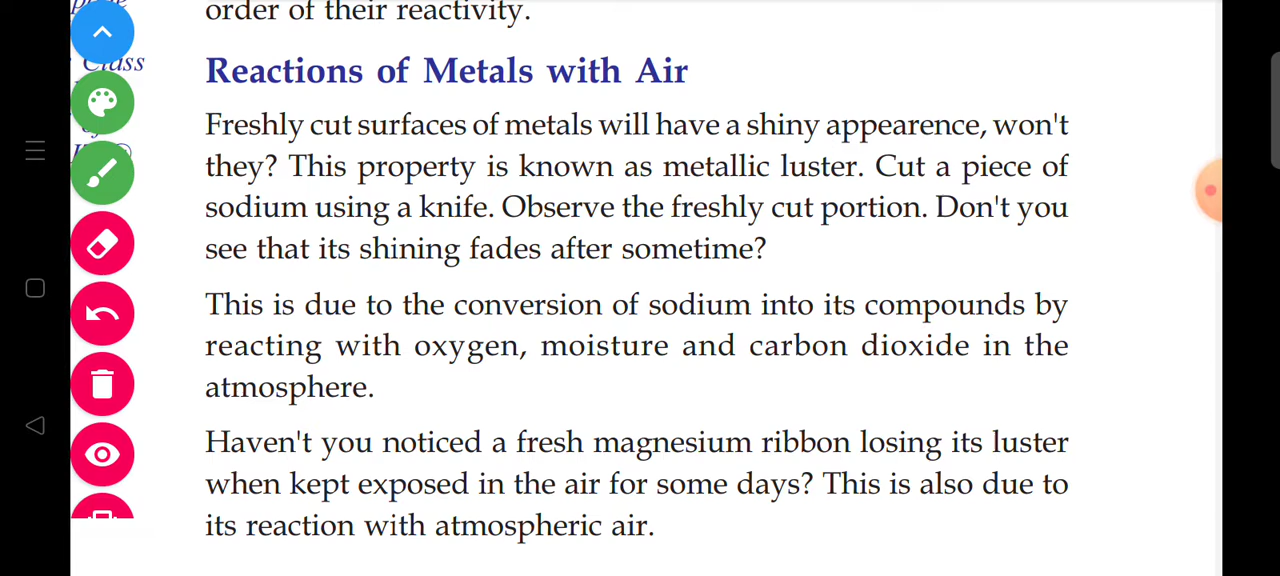 order of their reactivity.
Class
Reactions of Metals with Air
Freshly cut surfaces of metals will have a shiny appearence, won't
they? This property is known as metallic luster. Cut a piece of
sodium using a knife. Observe the freshly cut portion. Don't you
see that its shining fades after sometime?
This is due to the conversion of sodium into its compounds by
reacting with oxygen, moisture and carbon dioxide in the
atmosphere.
Haven't you noticed a fresh magnesium ribbon losing its luster
when kept exposed in the air for some days? This is also due to
its reaction with atmospheric air.